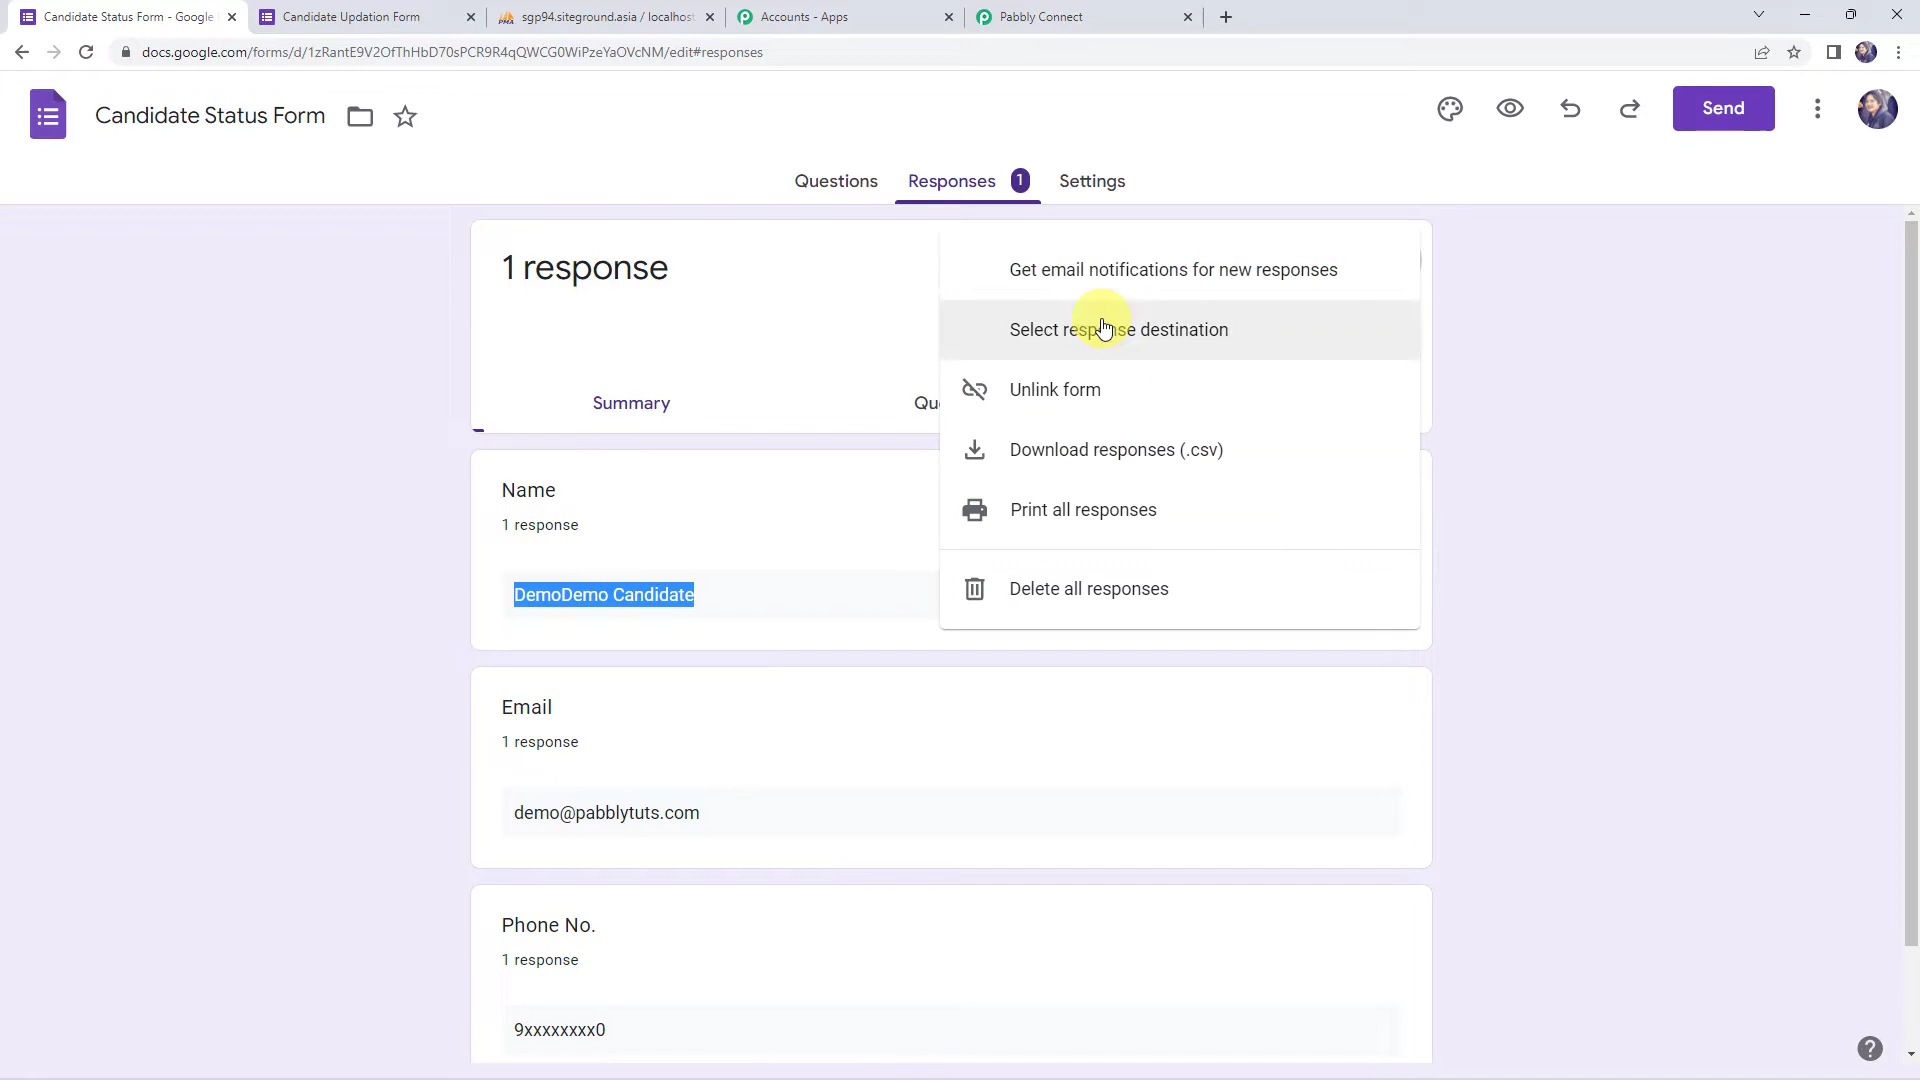 Candidate Status Form - Google
Candidate Updation Form
sgp94.siteground.asia / localhost
Accounts - Apps
Pabbly Connect
docs.google.com/forms/d/1zRantE9V2OfThHbD70sPCR9R4qQWCG0WiPzeYaOVcNM/edit#responses
Candidate Status Form
Send
Questions
Responses 1
Settings
1 response
Get email notifications for new responses
Select response destination
Unlink form
Summary
Download responses (.csv)
Name
1 response
Print all responses
Delete all responses
DemoDemo Candidate
Email
1 response
demo@pabblytuts.com
Phone No.
1 response
9xxxxxxxx0